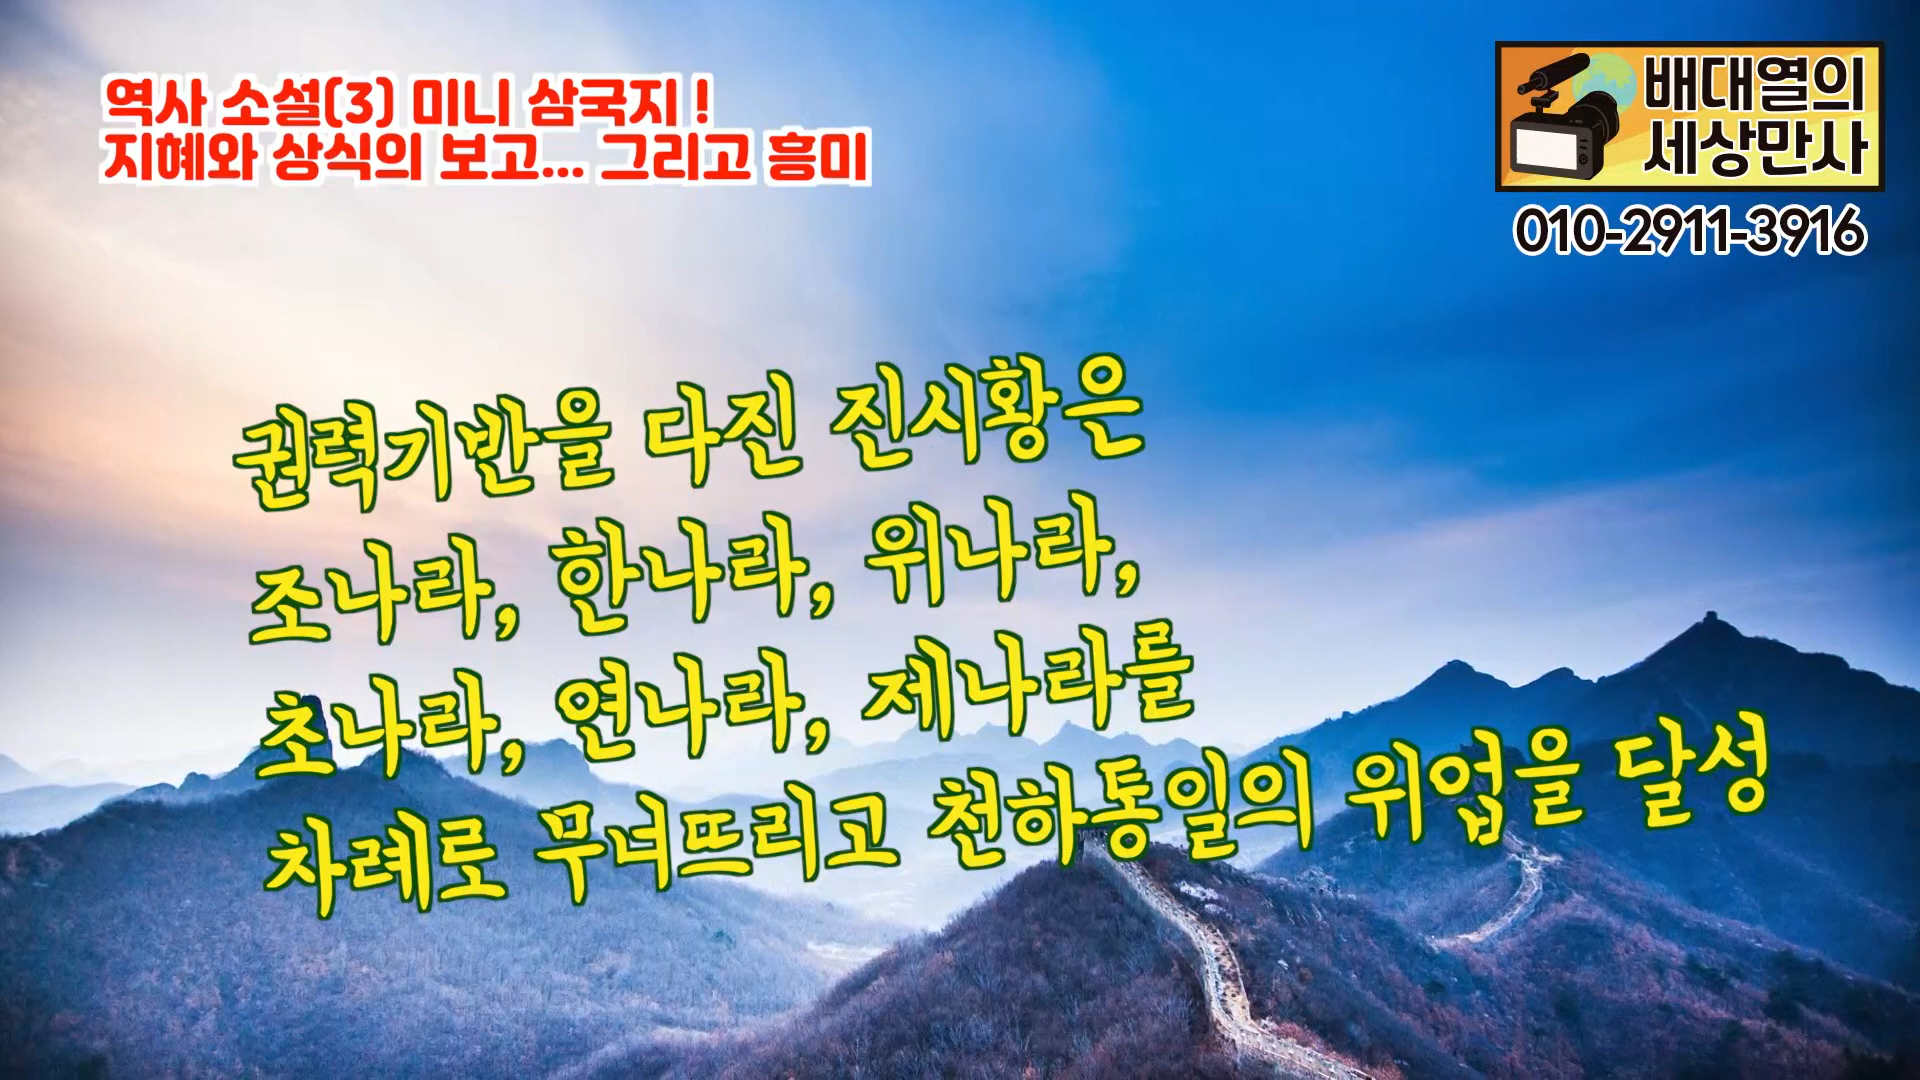 역사 소설(3) 미니 삼국지 !
지혜와 상식의 보고... 그리고 흥미
배대열의
세상만사
010-2911-3916
권력기반을 다진 진시황은
조나라, 한나라, 위나라,
초나라, 연나라, 제나라를
차례로 무너뜨리고 천하통일의 위업을 달성